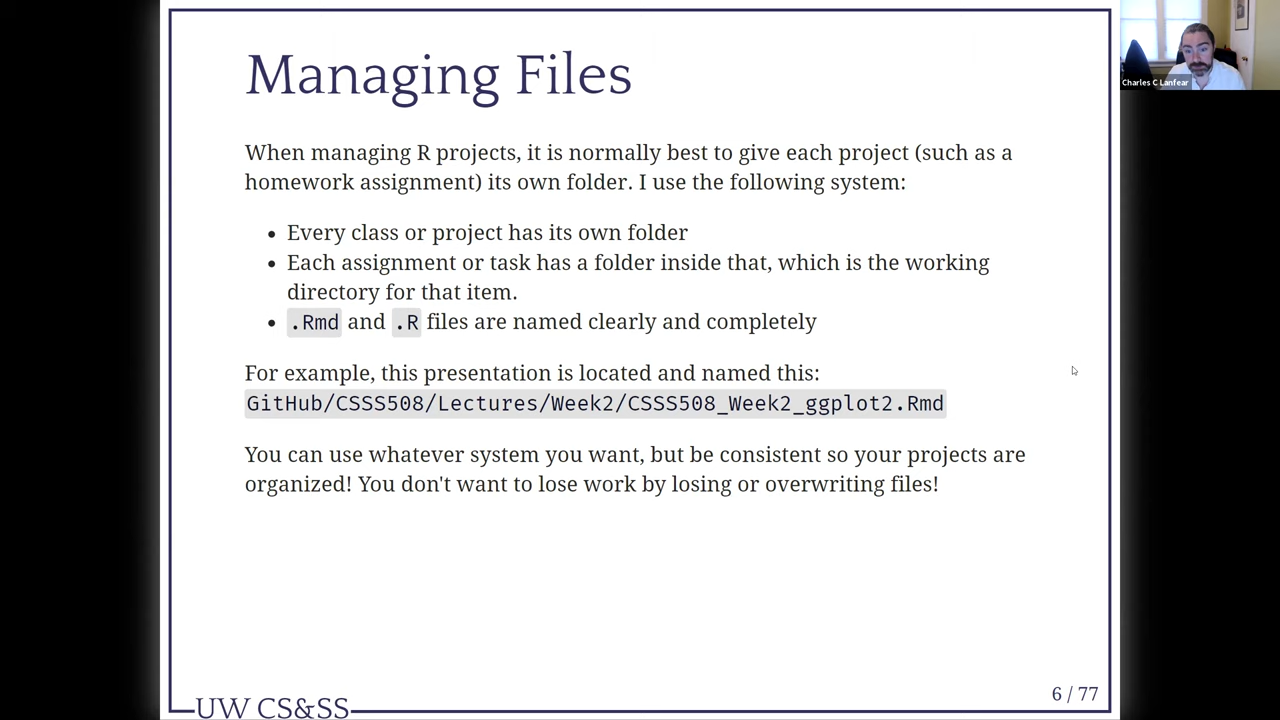 Managing Files
Charles C Lanfear
When managing R projects, it is normally best to give each project (such as a
homework assignment) its own folder. I use the following system:
• Every class or project has its own folder
• Each assignment or task has a folder inside that, which is the working
directory for that item.
• .Rmd and .R files are named clearly and completely
For example, this presentation is located and named this:
GitHub/CSSS508/Lectures/Week2/CSSS508_Week2_ggplot2.Rmd
You can use whatever system you want, but be consistent so your projects are
organized! You don't want to lose work by losing or overwriting files!
6 / 77
UW CS&SS